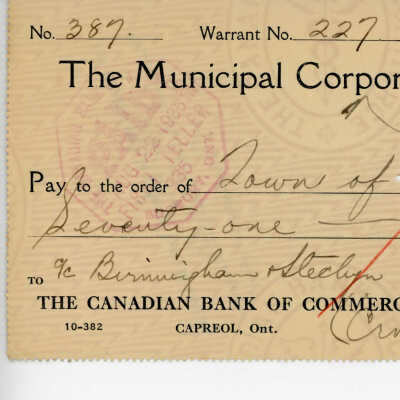 No. 387. Warrant No. 227.
The Municipal Corpor
Pay to the order of Town of
Seventy-one
a/c Birmingham &
TO
THE CANADIAN BANK OF COMMERC
10-382 CAPREOL, Ont.
TELLER